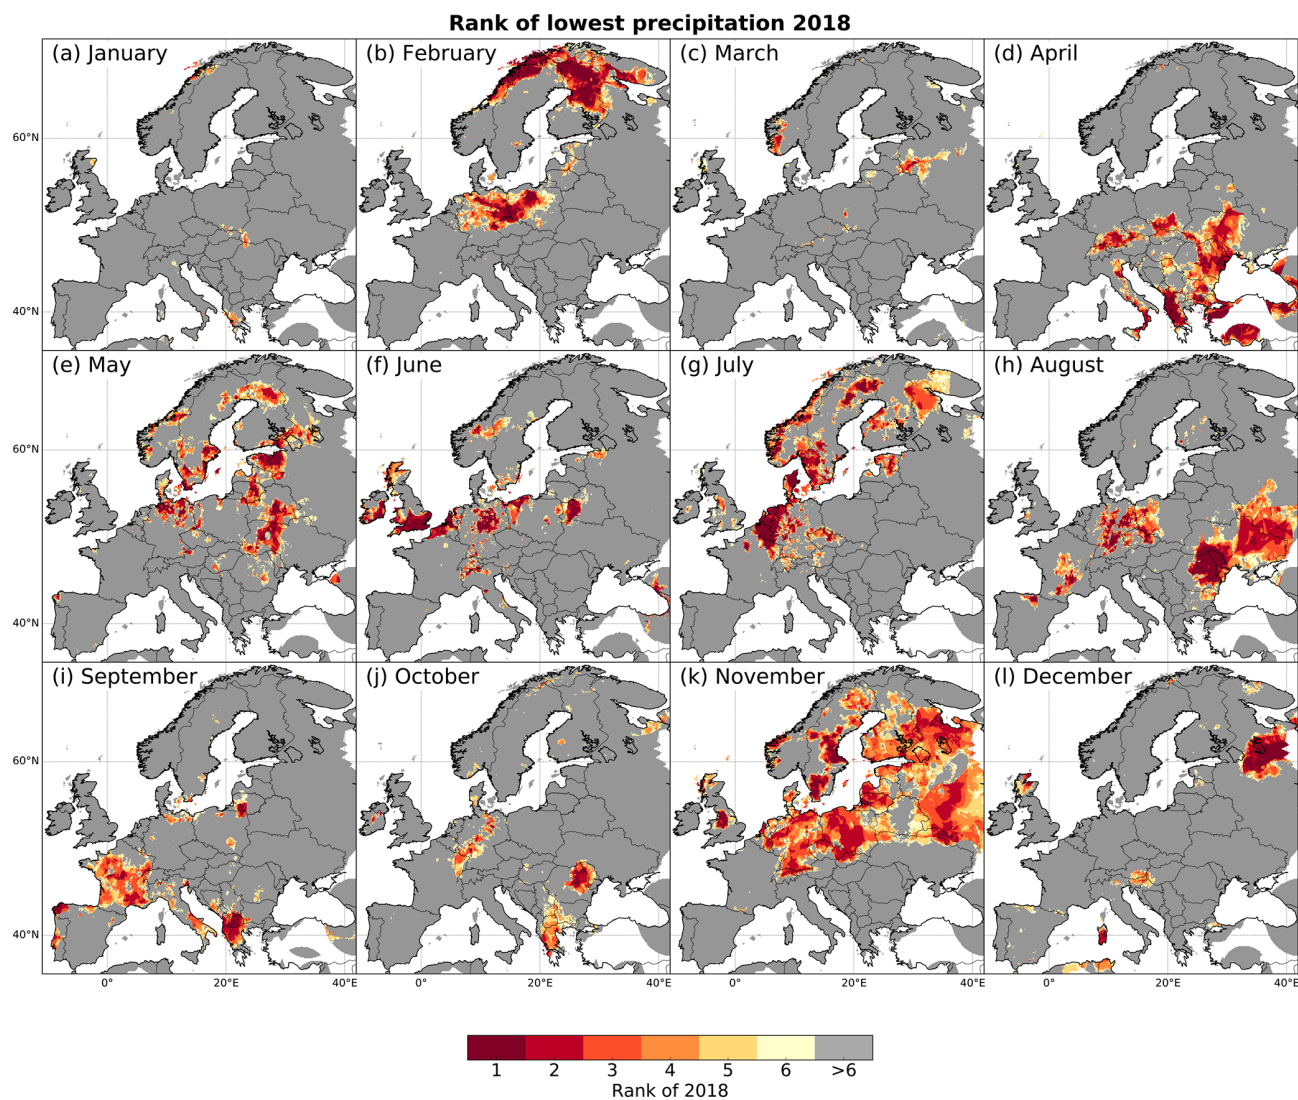 Rank of lowest precipitation 2018
(a) January
(b) February
(c) March
(d) April
60°N
40°N
(e) May
(f) June
(g) July
(h) August
60°N
40°N
(i) September
(j) October
(k) November
(l) December
60°N
40°N
0° 20°E 40°E 0° 20°E 40°E 0° 20°E 40°E 0° 20°E 40°E
1 2 3 4 5 6 >6
Rank of 2018